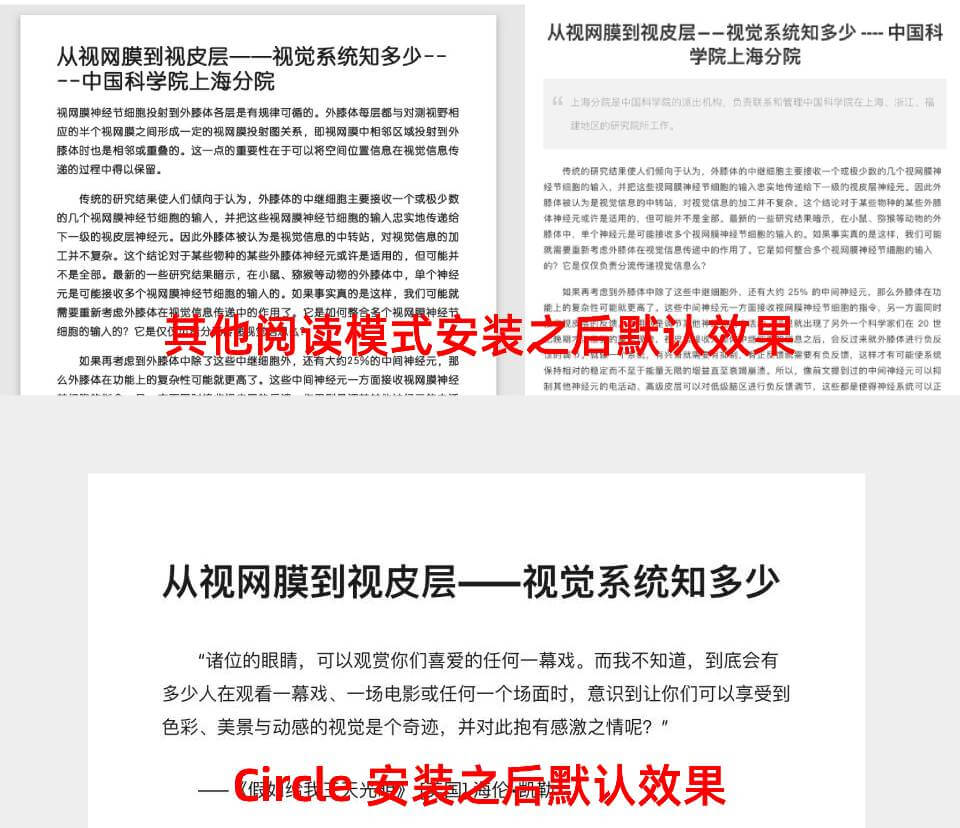 从视网膜到视皮层——视觉系统知多少--
--中国科学院上海分院
视网膜神经节细胞投射到外膝体各层是有规律可循的。外膝体每层都与对测视野相
应的半个视网膜之间形成一定的视网膜投射图关系，即视网膜中相邻区域投射到外
膝体时也是相邻或重叠的。这一点的重要性在于可以将空间位置信息在视觉信息传
递的过程中得以保留。
传统的研究结果使人们倾向于认为，外膝体的中继细胞主要接收一个或极少数
的几个视网膜神经节细胞的输人，并把这些视网膜神经节细胞的输入忠实地传递给
下一级的视皮层神经元。因此外膝体被认为是视觉信息的中转站，对视觉信息的加
工并不复杂。这个结论对于某些物种的某些外膝体神经元或许是适用的，但可能并
不是全部。最新的一些研究结果暗示，在小鼠、猕猴等动物的外膝体中，单个神经
元是可能接收多个视网膜神经节细胞的输人的。如果事实真的是这样，我们可能就
需要重新考虑外膝体在视觉信息传递中的作用了。它是如何整合多个视网膜神经节
细胞的输人的？它是仅仅
如果再考虑到外膝体中除了这些中继细胞外，还有大约25%的中间神经元，那
么外膝体在功能上的复杂性可能就更高了。这些中间神经元一方面接收视网膜神经
从视网膜到视皮层——视觉系统知多少 ---- 中国科
学院上海分院
上海分院是中国科学院的派出机构，负责联系和管理中国科学院在上海、浙江、福
建地区的研究院所工作。
传统的研究结果使人们倾向于认为，外膝体的中继细胞主要接收一个或极少数的几个视网膜神
经节细胞的输入，并把这些视网膜神经节细胞的输入忠实地传递给下一级的视皮层神经元。因此外
膝体被认为是视觉信息的中转站，对视觉信息的加工并不复杂。这个结论对于某些物种的某些外膝
体神经元或许是适用的，但可能并不是全部。最新的一些研究结果暗示，在小鼠、猕猴等动物的外
膝体中，单个神经元是可能接收多个视网膜神经节细胞的输入的。如果事实真的是这样，我们可能
就需要重新考虑外膝体在视觉信息传递中的作用了。它是如何整合多个视网膜神经节细胞的输入
的？它是仅仅负责分流传递视觉信息么？
如果再考虑到外膝体中除了这些中继细胞外，还有大约 25% 的中间神经元，那么外膝体在功
能上的复杂性可能就更高了。这些中间神经元一方面接收视网膜神经节细胞的指令，另一方面同时
就出现了另外一个科学家们在 20 世
保持相对的稳定而不至于能量无限的增益直至衰竭崩溃。所以，像前文提到过的中间神经元可以抑
制其他神经元的电活动、高级皮层可以对低级脑区进行负反馈调节，这些都是使得神经系统可以正
其他阅读模式安装之后默认效果
从视网膜到视皮层——视觉系统知多少
“诸位的眼睛，可以观赏你们喜爱的任何一幕戏。而我不知道，到底会有
多少人在观看一幕戏、一场电影或任何一个场面时，意识到让你们可以享受到
色彩、美景与动感的视觉是个奇迹，并对此抱有感激之情呢？”
Circle 安装之后默认效果